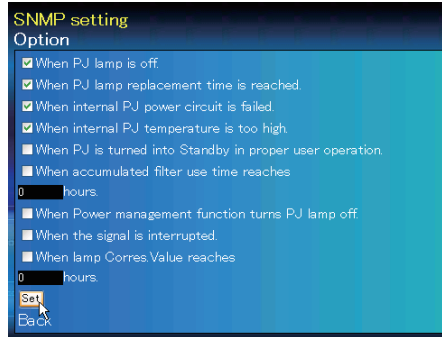 SNMP setting
Option
When PJ lamp is off.
When PJ lamp replacement time is reached.
When internal PJ power circuit is failed.
When internal PJ temperature is too high.
When PJ is turned into Standby in proper user operation.
When accumulated filter use time reaches
0 hours.
When Power management function turns PJ lamp off.
When the signal is interrupted.
When lamp Corres.Value reaches
0 hours.
Set
Back